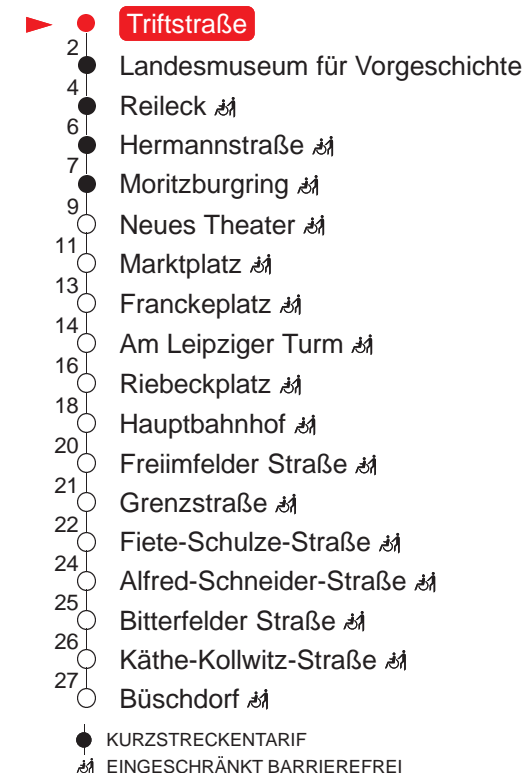 Triftstraße
2
Landesmuseum für Vorgeschichte
4
Reileck
6
Hermannstraße
7
Moritzburgring
9
Neues Theater
11
Marktplatz
13
Franckeplatz
14
Am Leipziger Turm
16
Riebeckplatz
18
Hauptbahnhof
20
Freiimfelder Straße
21
Grenzstraße
22
Fiete-Schulze-Straße
24
Alfred-Schneider-Straße
25
Bitterfelder Straße
26
Käthe-Kollwitz-Straße
27
Büschdorf
KURZSTRECKENTARIF
EINGESCHRÄNKT BARRIEREFREI